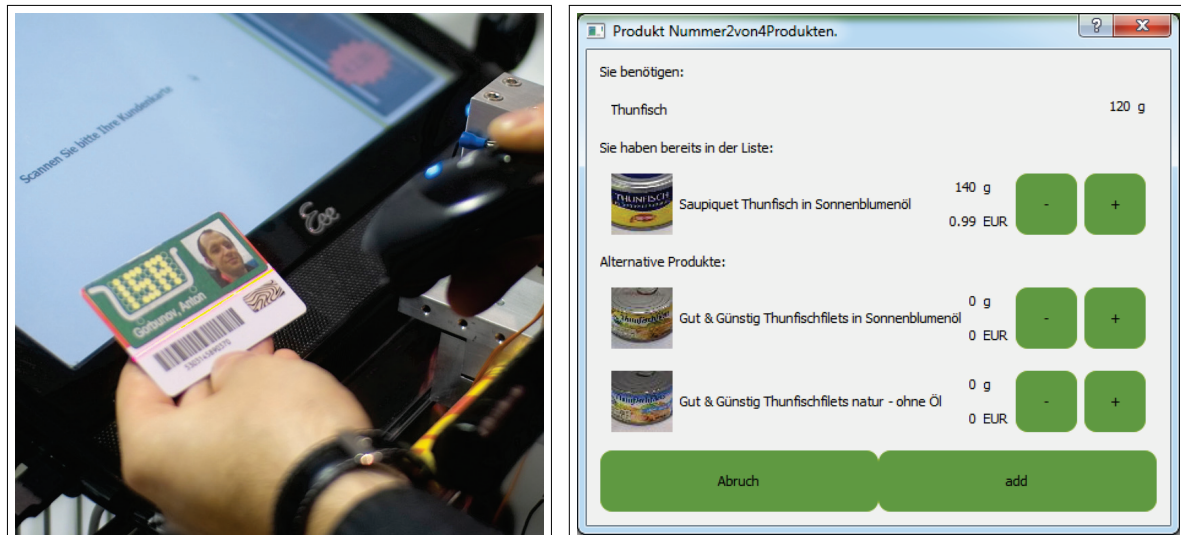 Scannen Sie bitte Ihre Kundenkarte
Eee
Gorbunov, Anton
Produkt Nummer2von4Produkten.
Sie benötigen:
Thunfisch 120 g
Sie haben bereits in der Liste:
THUNFISCH
Saupiquet Thunfisch in Sonnenblumenöl 140 g
0.99 EUR
- +
Alternative Produkte:
Gut & Günstig Thunfischfilets in Sonnenblumenöl 0 g
0 EUR
- +
Gut & Günstig Thunfischfilets natur - ohne Öl 0 g
0 EUR
- +
Abruch add